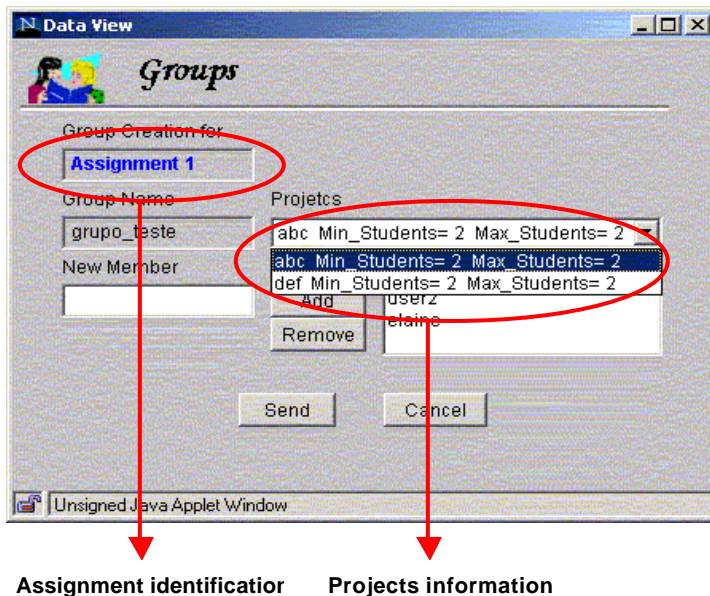 Data View
Groups
Group Creation for
Assignment 1
Group Name
Projetcs
grupo_teste
abc Min_Students= 2 Max_Students= 2
abc Min_Students= 2 Max_Students= 2
def Min_Students= 2 Max_Students= 2
New Member
Add
user2
Remove
elaine
Send
Cancel
Unsigned Java Applet Window
Assignment identification
Projects information